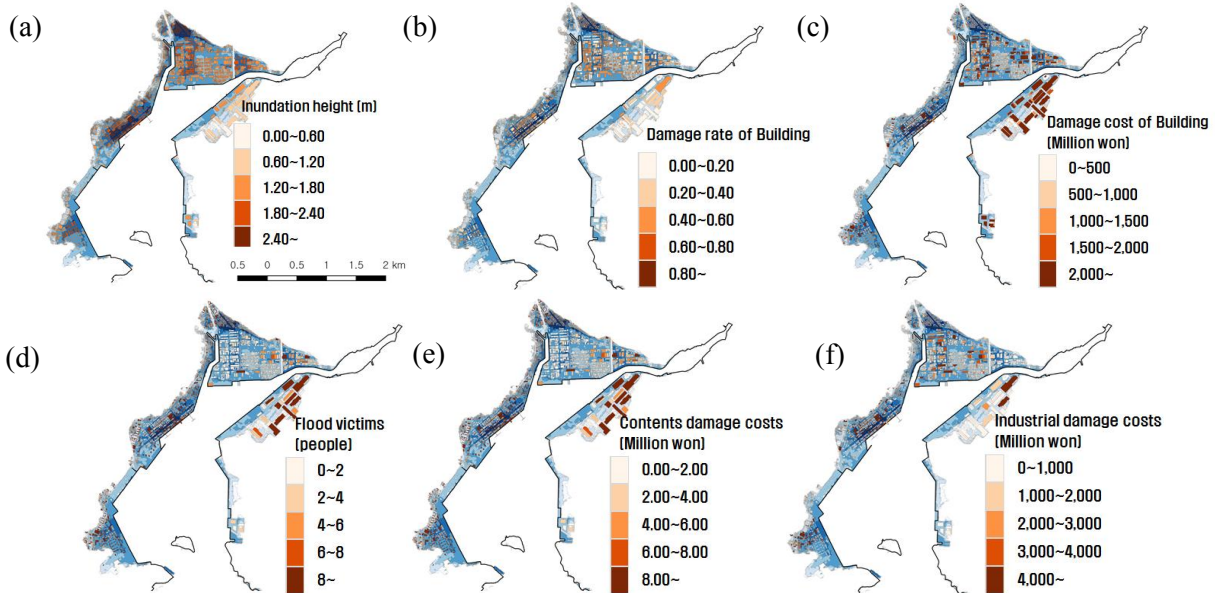 (a)
Inundation height (m)
0.00~0.60
0.60~1.20
1.20~1.80
1.80~2.40
2.40~
0.5 0 0.5 1 1.5 2 km
(b)
Damage rate of Building
0.00~0.20
0.20~0.40
0.40~0.60
0.60~0.80
0.80~
(c)
Damage cost of Building
(Million won)
0~500
500~1,000
1,000~1,500
1,500~2,000
2,000~
(d)
Flood victims
(people)
0~2
2~4
4~6
6~8
8~
(e)
Contents damage costs
(Million won)
0.00~2.00
2.00~4.00
4.00~6.00
6.00~8.00
8.00~
(f)
Industrial damage costs
(Million won)
0~1,000
1,000~2,000
2,000~3,000
3,000~4,000
4,000~